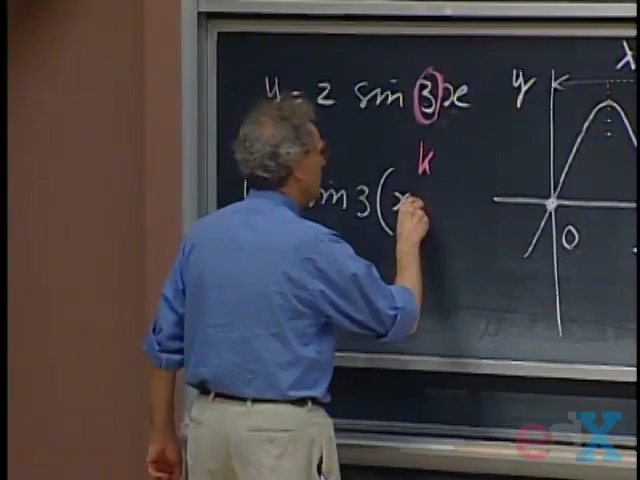 y = 2 sin 3x
k
sin 3(x
y
x
0
edX